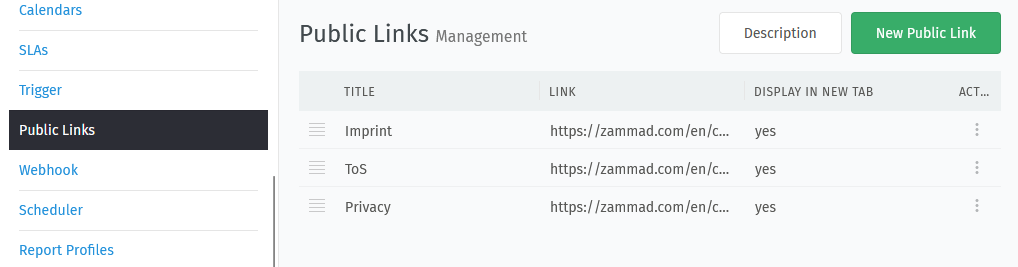 Calendars
SLAs
Trigger
Public Links
Webhook
Scheduler
Report Profiles
Public Links Management
Description
New Public Link
TITLE LINK DISPLAY IN NEW TAB ACT...
Imprint https://zammad.com/en/c... yes
ToS https://zammad.com/en/c... yes
Privacy https://zammad.com/en/c... yes